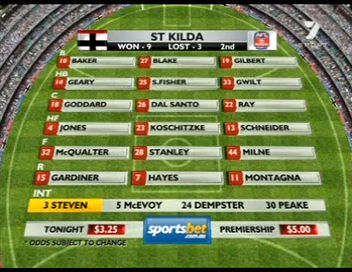 7
ST KILDA
WON - 9 LOST - 3 2nd
B
10 BAKER 27 BLAKE 19 GILBERT
HB
14 GEARY 25 S.FISHER 33 GWILT
C
18 GODDARD 26 DAL SANTO 22 RAY
HF
4 JONES 23 KOSCHITZKE 13 SCHNEIDER
F
32 MCQUALTER 28 STANLEY 44 MILNE
R
15 GARDINER 7 HAYES 11 MONTAGNA
INT
3 STEVEN 5 MCEVOY 24 DEMPSTER 30 PEAKE
TONIGHT $3.25 sportsbet.com.au PREMIERSHIP $5.00
* ODDS SUBJECT TO CHANGE